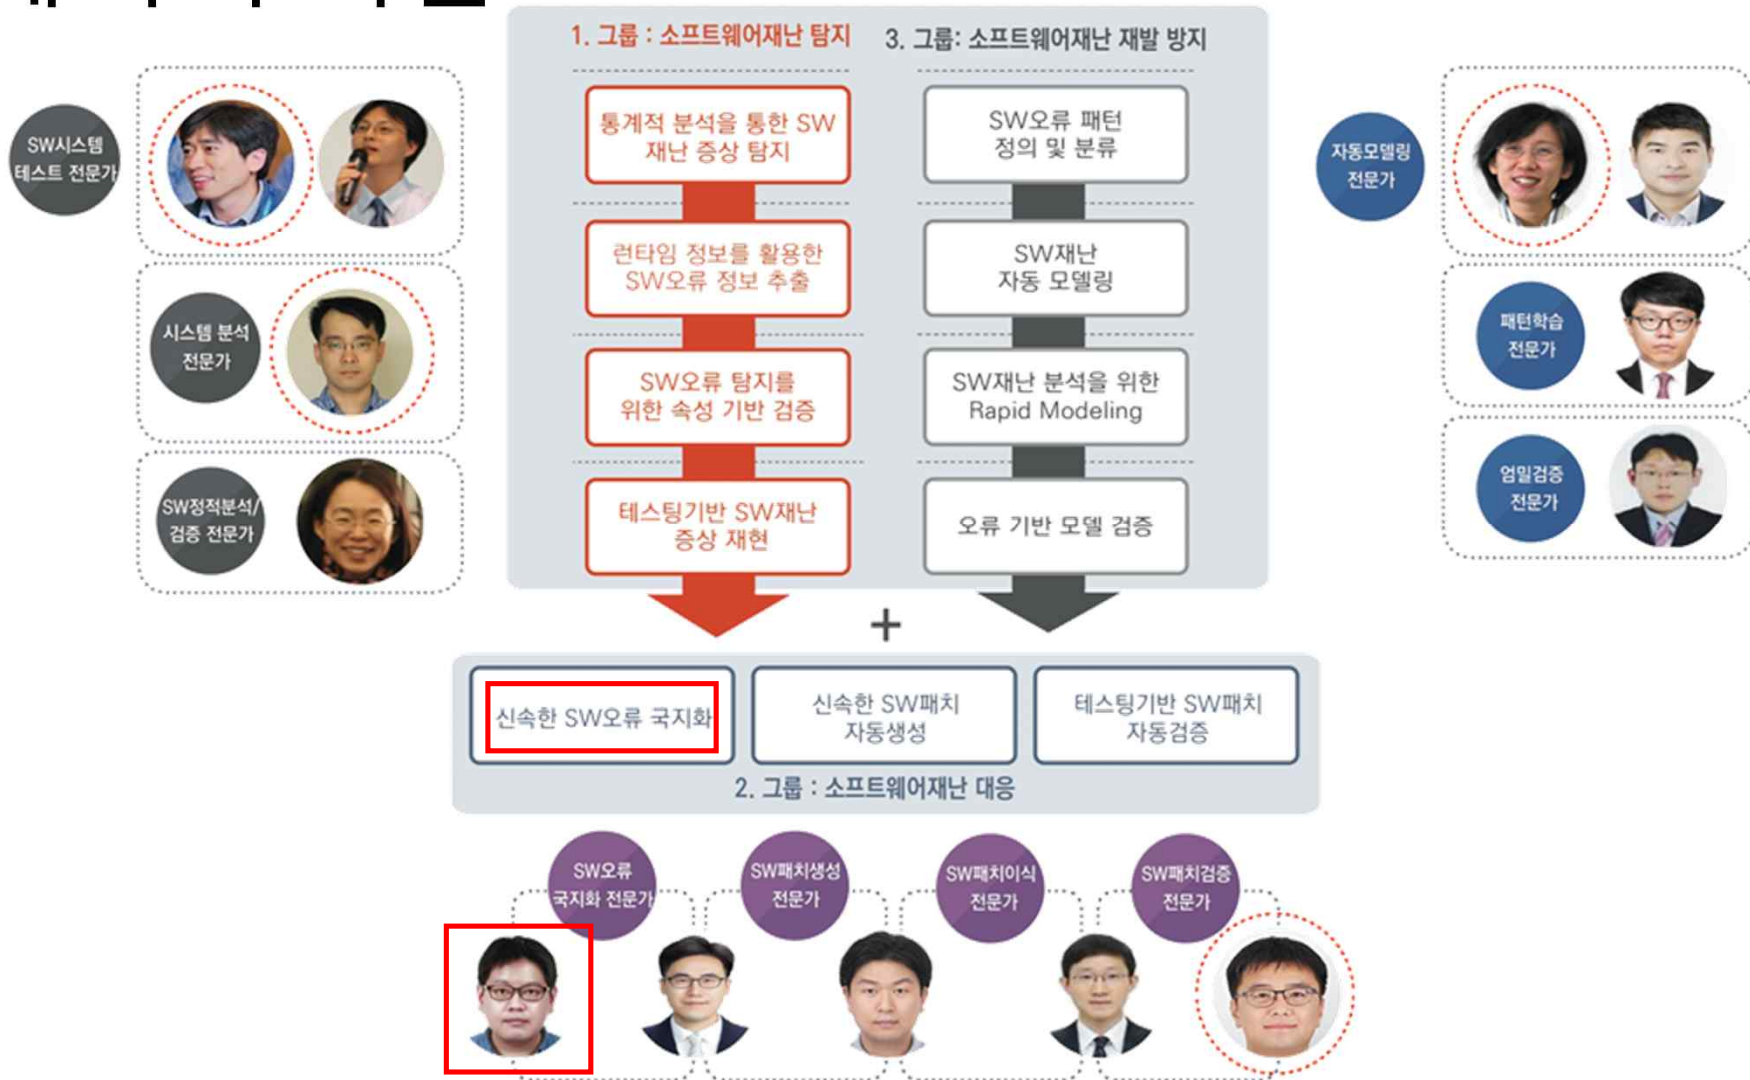 1. 그룹 : 소프트웨어재난 탐지
3. 그룹: 소프트웨어재난 재발 방지
SW시스템
테스트 전문가
시스템 분석
전문가
SW정적분석/
검증 전문가
통계적 분석을 통한 SW
재난 증상 탐지
런타임 정보를 활용한
SW오류 정보 추출
SW오류 탐지를
위한 속성 기반 검증
테스팅기반 SW재난
증상 재현
SW오류 패턴
정의 및 분류
SW재난
자동 모델링
SW재난 분석을 위한
Rapid Modeling
오류 기반 모델 검증
자동모델링
전문가
패턴학습
전문가
엄밀검증
전문가
+
신속한 SW오류 국지화
신속한 SW패치
자동생성
테스팅기반 SW패치
자동검증
2. 그룹 : 소프트웨어재난 대응
SW오류
국지화 전문가
SW패치생성
전문가
SW패치이식
전문가
SW패치검증
전문가